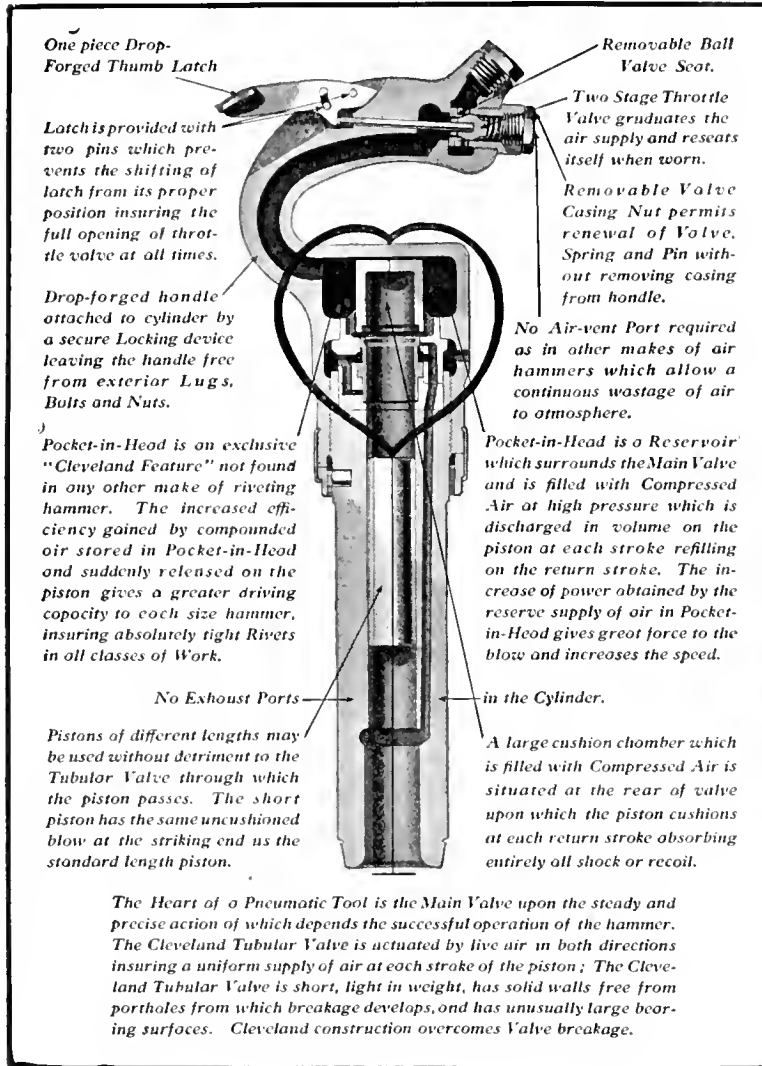 One piece Drop-
Forged Thumb Latch
Latch is provided with
two pins which pre-
vents the shifting of
latch from its proper
position insuring the
full opening of throt-
tle valve at all times.
Drop-forged handle
attached to cylinder by
a secure Locking device
leaving the handle free
from exterior Lugs,
Bolts and Nuts.
Pocket-in-Head is an exclusive
"Cleveland Feature" not found
in any other make of riveting
hammer. The increased effi-
ciency gained by compounded
air stored in Pocket-in-Head
and suddenly released on the
piston gives a greater driving
capacity to each size hammer,
insuring absolutely tight Rivets
in all classes of Work.
Removable Ball
Valve Seat.
Two Stage Throttle
Valve graduates the
air supply and reseats
itself when worn.
Removable Valve
Casing Nut permits
renewal of Valve,
Spring and Pin with-
out removing casing
from handle.
No Air-vent Port required
as in other makes of air
hammers which allow a
continuous wastage of air
to atmosphere.
Pocket-in-Head is a Reservoir
which surrounds the Main Valve
and is filled with Compressed
Air at high pressure which is
discharged in volume on the
piston at each stroke refilling
on the return stroke. The in-
crease of power obtained by the
reserve supply of air in Pocket-
in-Head gives great force to the
blow and increases the speed.
No Exhaust Ports in the Cylinder.
Pistons of different lengths may
be used without detriment to the
Tubular Valve through which
the piston passes. The short
piston has the same uncushioned
blow at the striking end as the
standard length piston.
A large cushion chamber which
is filled with Compressed Air is
situated at the rear of valve
upon which the piston cushions
at each return stroke absorbing
entirely all shock or recoil.
The Heart of a Pneumatic Tool is the Main Valve upon the steady and
precise action of which depends the successful operation of the hammer.
The Cleveland Tubular Valve is actuated by live air in both directions
insuring a uniform supply of air at each stroke of the piston; The Cleve-
land Tubular Valve is short, light in weight, has solid walls free from
portholes from which breakage develops, and has unusually large bear-
ing surfaces. Cleveland construction overcomes Valve breakage.